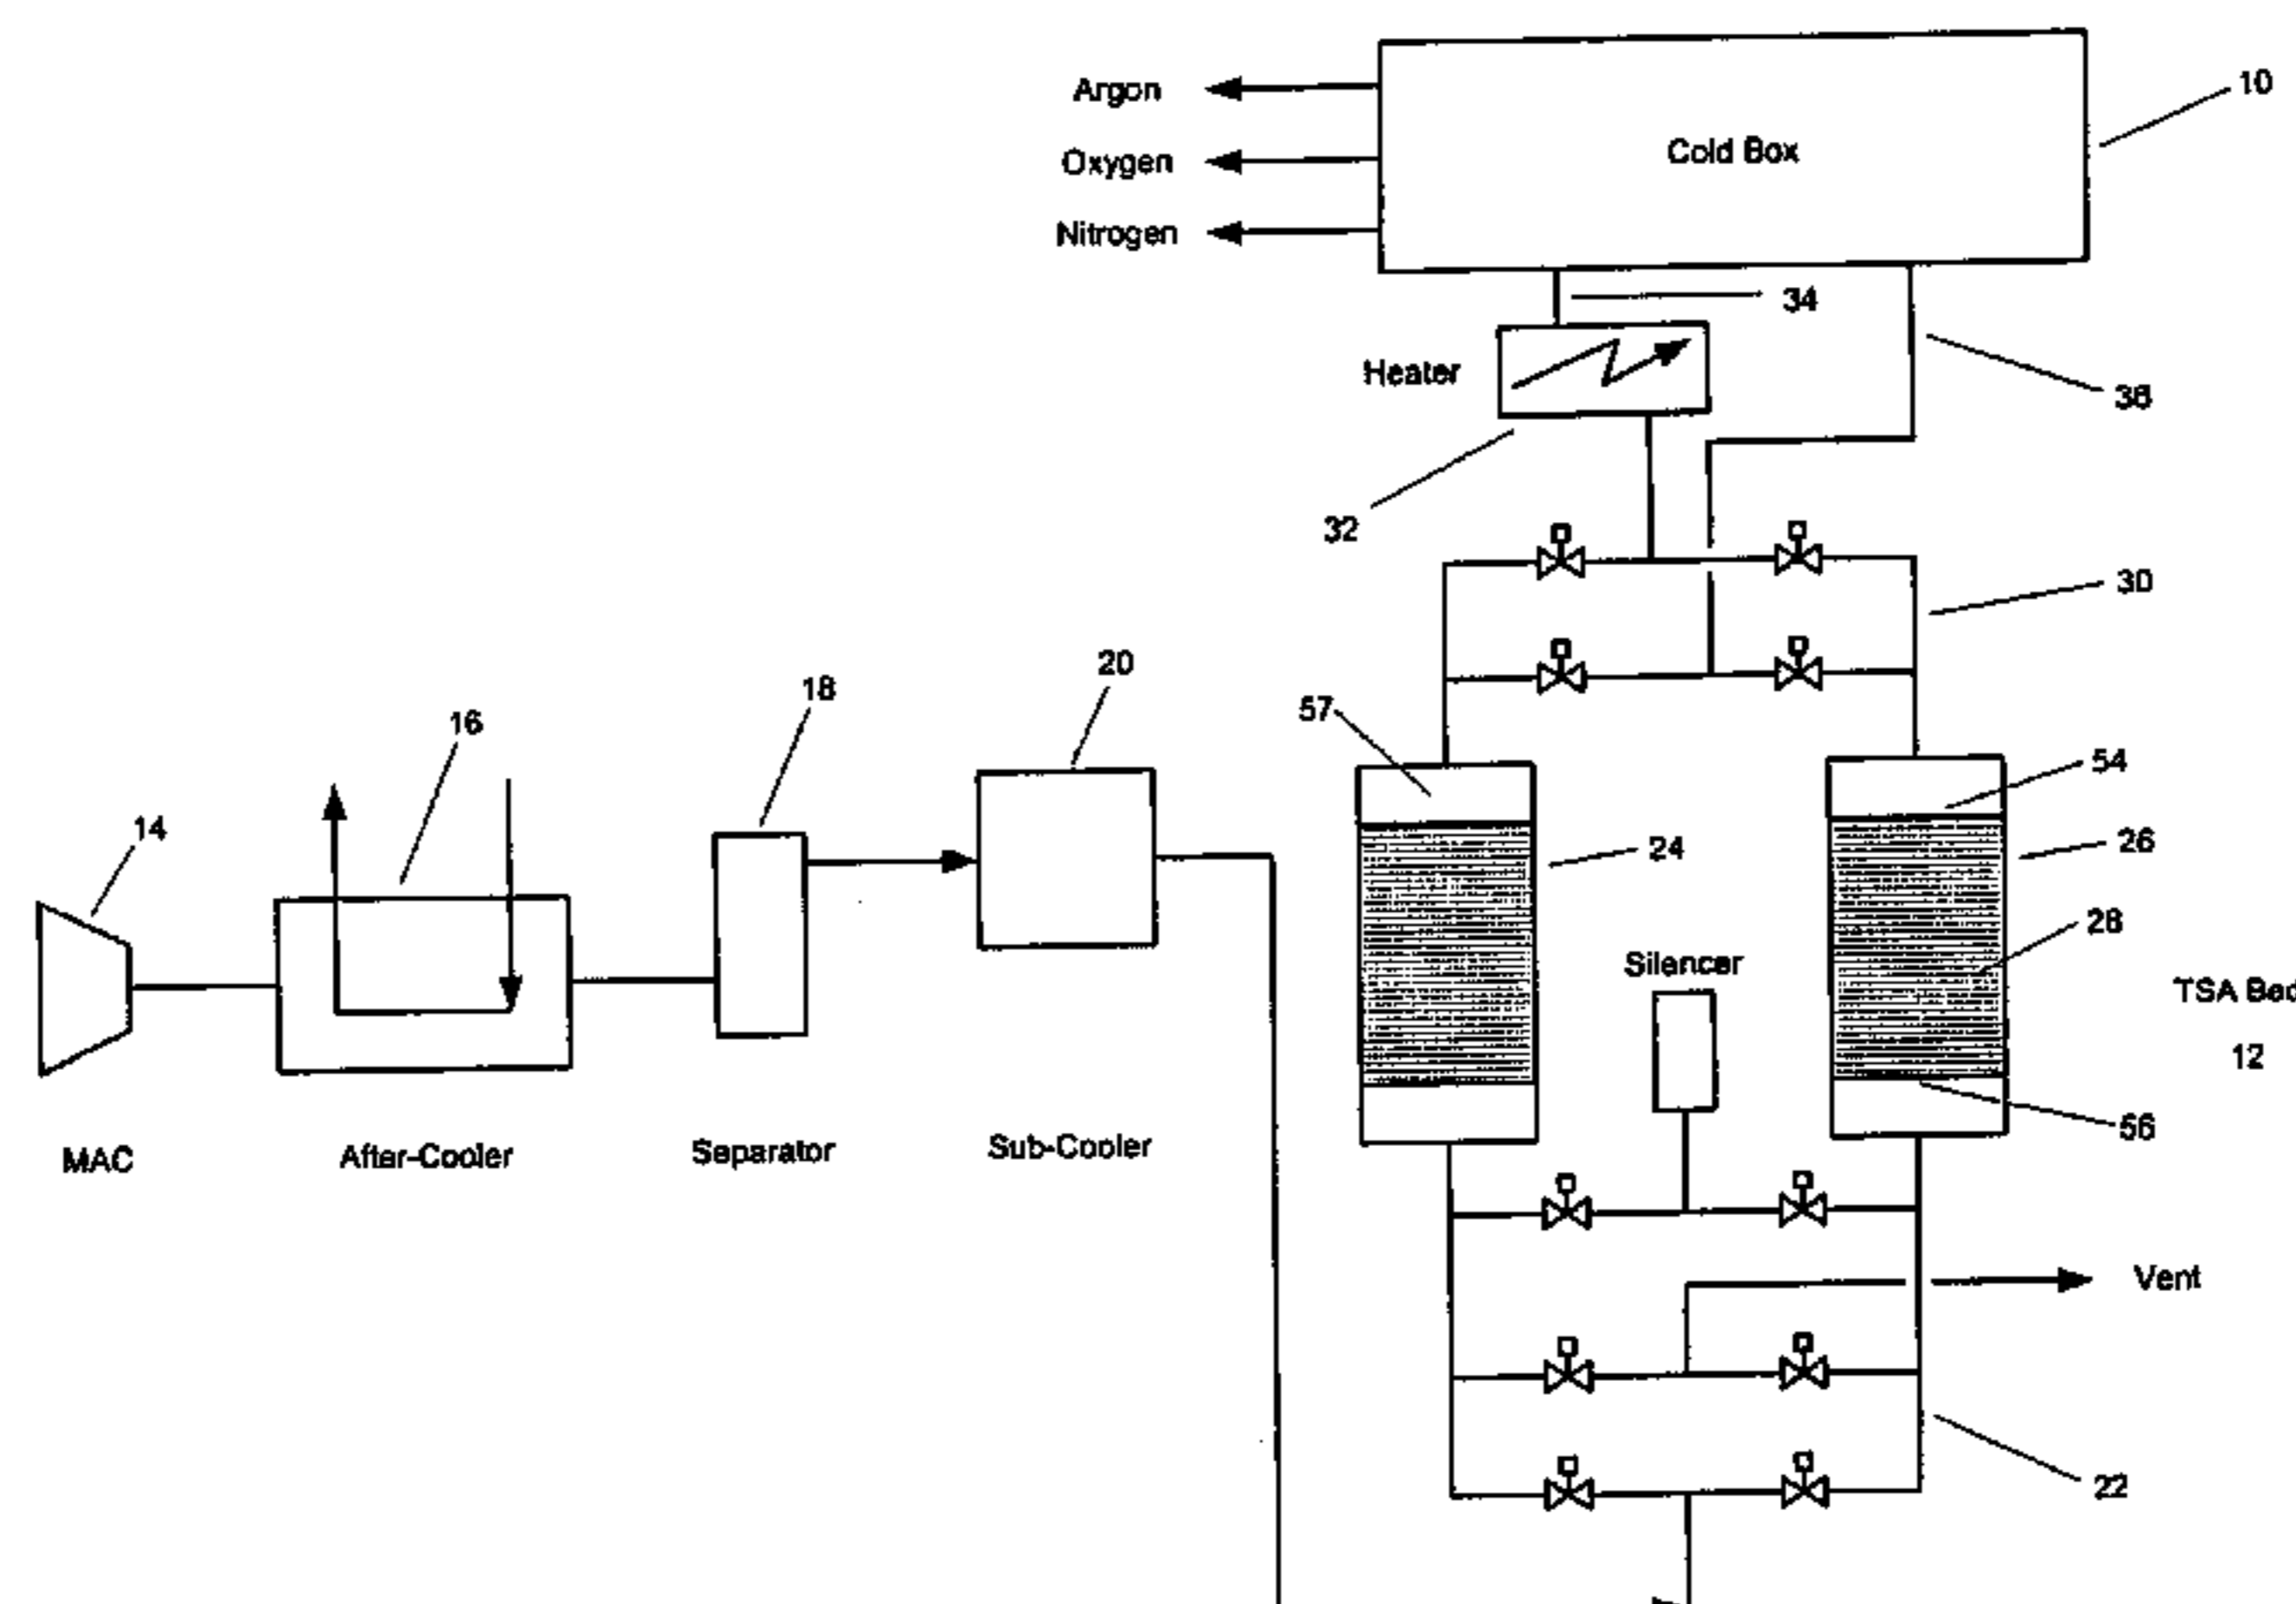 Argon
10
Oxygen
Cold Box
Nitrogen
34
Heater
36
32
30
20
18
57
16
54
14
24
26
28
Silencer
TSA Bed
12
56
MAC
After-Cooler
Separator
Sub-Cooler
Vent
22